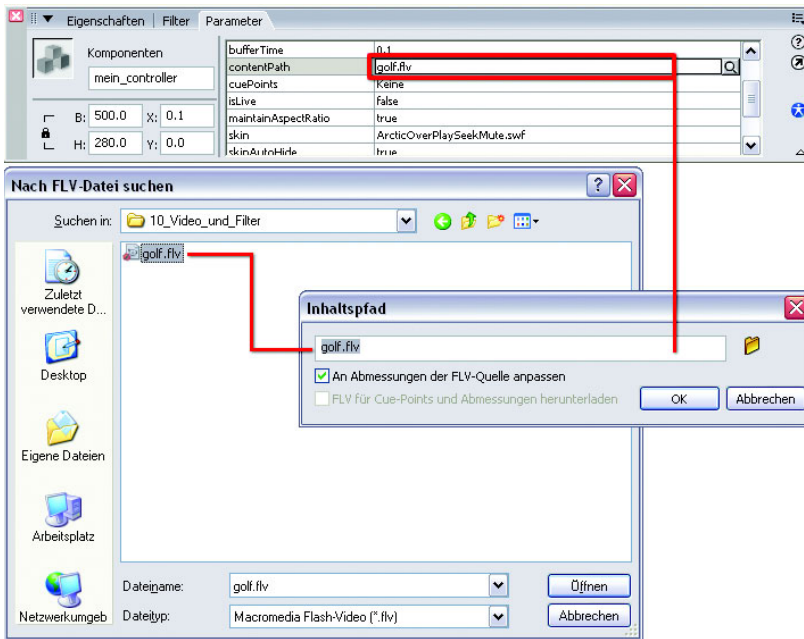 Eigenschaften | Filter | Parameter
Komponenten
mein_controller
B: 500.0 X: 0.1
H: 280.0 Y: 0.0
bufferTime 0.1
contentPath golf.flv
cuePoints Keine
isLive false
maintainAspectRatio true
skin ArcticOverPlaySeekMute.swf
skinAutoHide true
Nach FLV-Datei suchen
Suchen in: 10_Video_und_Filter
golf.flv
Zuletzt
verwendete D...
Desktop
Eigene Dateien
Arbeitsplatz
Netzwerkumgeb
Inhaltspfad
golf.flv
An Abmessungen der FLV-Quelle anpassen
FLV für Cue-Points und Abmessungen herunterladen
OK
Abbrechen
Dateiname: golf.flv
Öffnen
Dateityp: Macromedia Flash-Video (*.flv)
Abbrechen